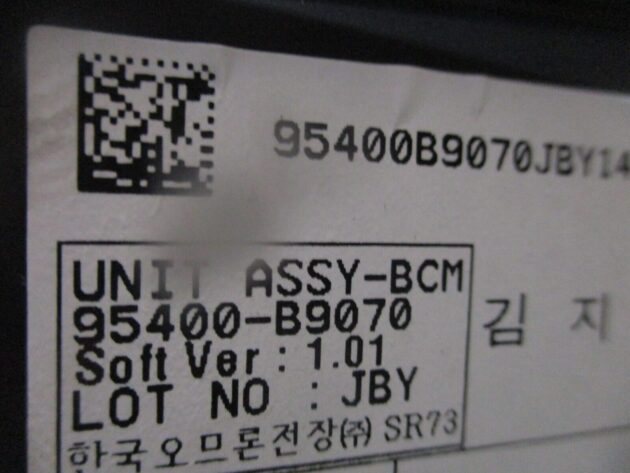 95400B9070JBY14
UNIT ASSY-BCM
95400-B9070
Soft Ver : 1.01
LOT NO : JBY
한국오므론전장(주) SR73
김 지